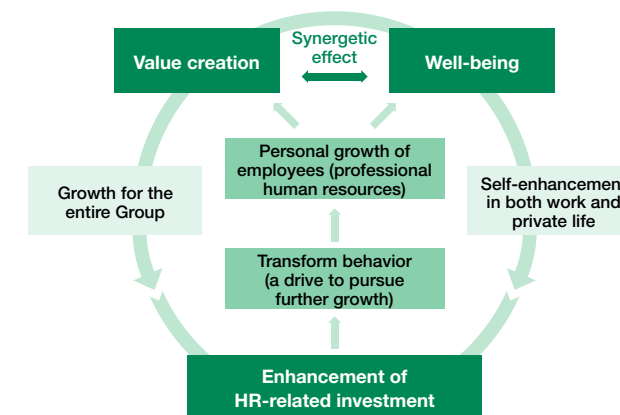 Synergetic
effect
Value creation
Well-being
Personal growth of
employees (professional
human resources)
Growth for the
entire Group
Self-enhancemen
in both work and
private life
Transform behavior
(a drive to pursue
further growth)
Enhancement of
HR-related investment